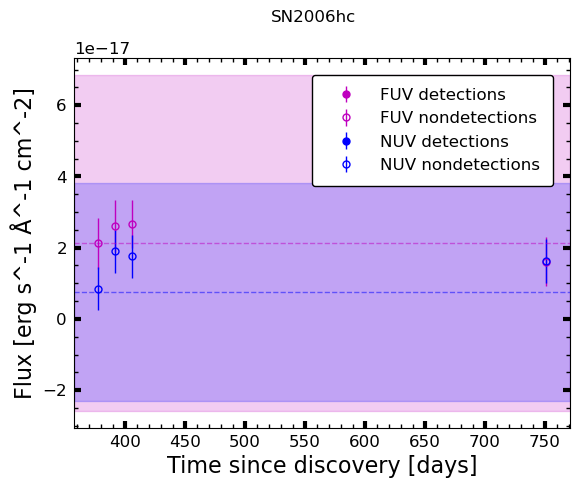 SN2006hc
1e−17
FUV detections
FUV nondetections
NUV detections
NUV nondetections
6
4
2
0
−2
Flux [erg s^-1 Å^-1 cm^-2]
400 450 500 550 600 650 700 750
Time since discovery [days]